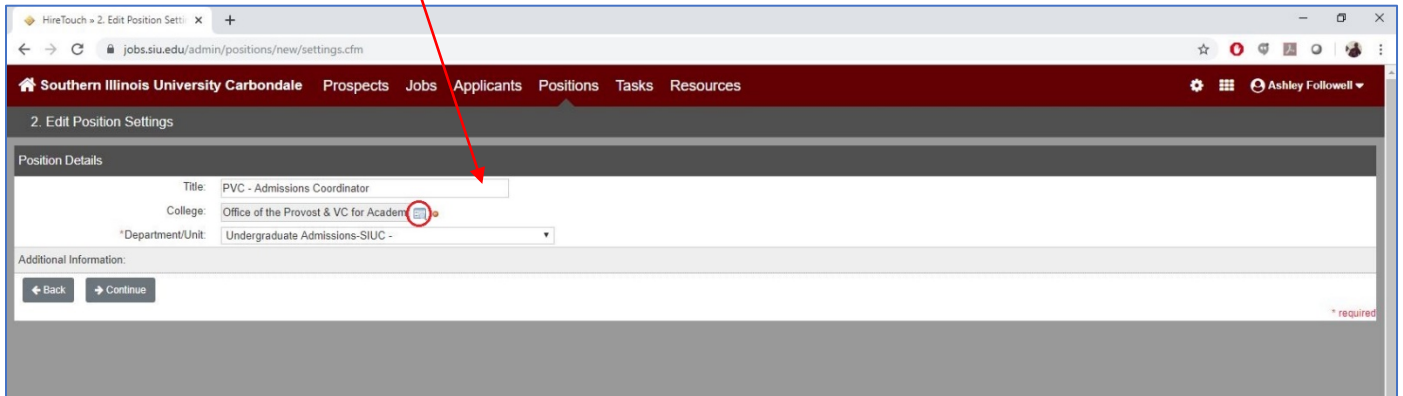 HireTouch » 2. Edit Position Setti
jobs.siu.edu/admin/positions/new/settings.cfm
Southern Illinois University Carbondale Prospects Jobs Applicants Positions Tasks Resources Ashley Followell
2. Edit Position Settings
Position Details
Title: PVC - Admissions Coordinator
College: Office of the Provost & VC for Academ
*Department/Unit: Undergraduate Admissions-SIUC -
Additional Information:
Back Continue
* required